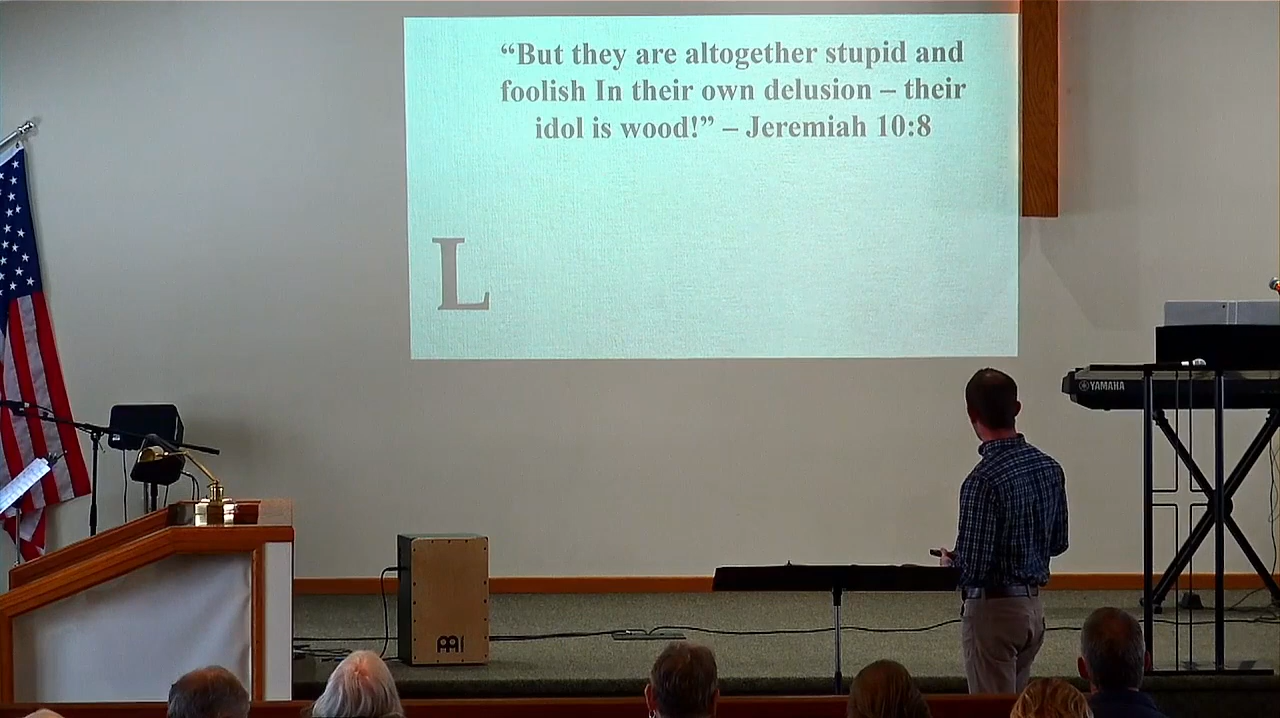 “But they are altogether stupid and
foolish In their own delusion – their
idol is wood!” – Jeremiah 10:8
L
YAMAHA